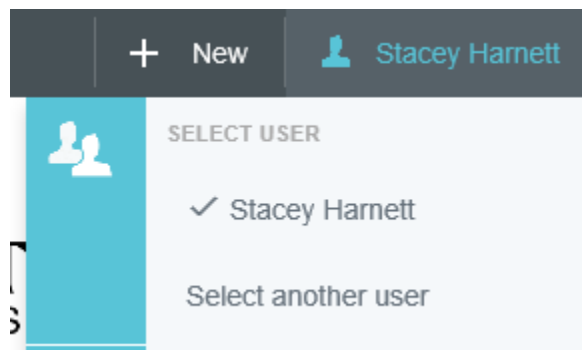 + New Stacey Harnett
SELECT USER
✓ Stacey Harnett
Select another user